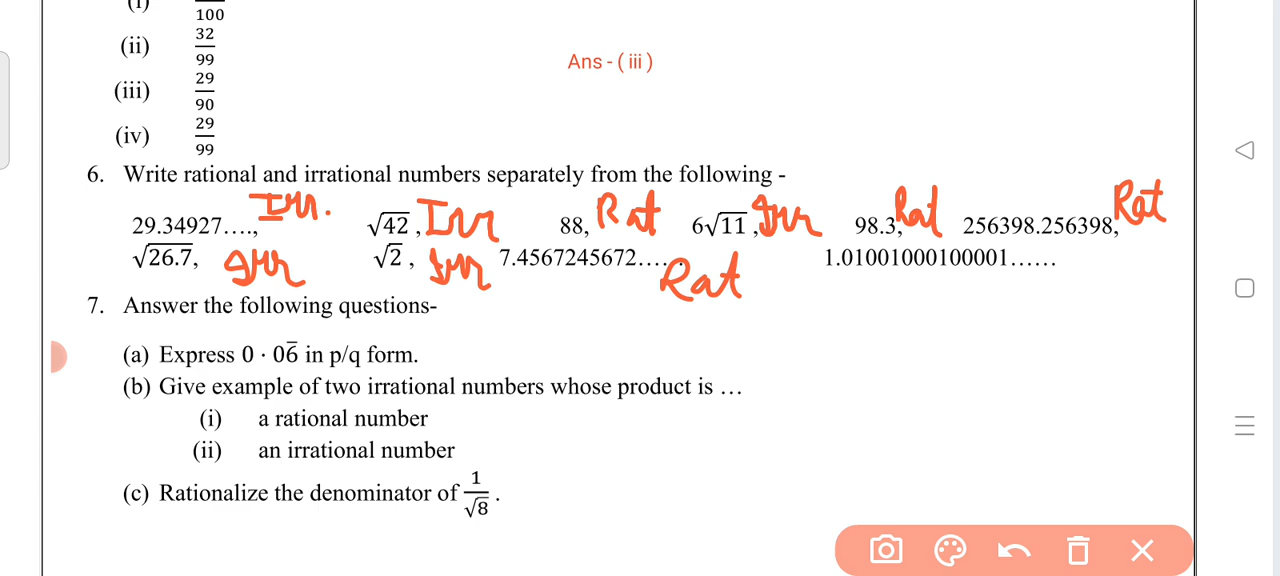 (i) 100
(ii) 32/99
Ans - ( iii )
(iii) 29/90
(iv) 29/99
6. Write rational and irrational numbers separately from the following -
29.34927...., Irr. √42 , Irr 88, Rat 6√11 , Irr 98.3, Rat 256398.256398, Rat
√26.7, Irr √2 , Irr 7.4567245672..... Rat 1.01001000100001......
7. Answer the following questions-
(a) Express 0 · 06̅ in p/q form.
(b) Give example of two irrational numbers whose product is ...
(i) a rational number
(ii) an irrational number
(c) Rationalize the denominator of 1/√8 .